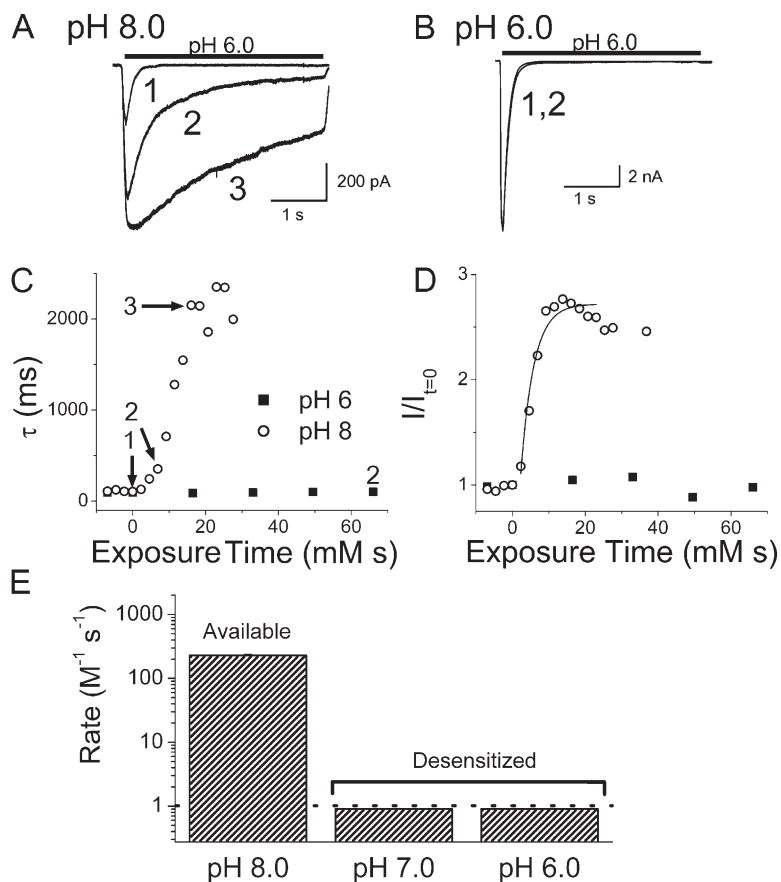 A pH 8.0
pH 6.0
1
2
3
200 pA
1 s
B pH 6.0
pH 6.0
1,2
2 nA
1 s
C
τ (ms)
2000
1000
0
3
2
1
pH 6
pH 8
2
0 20 40 60
Exposure Time (mM s)
D
I/It=0
3
2
1
0 20 40 60
Exposure Time (mM s)
E
Rate (M-1 s-1)
1000
100
10
1
Available
Desensitized
pH 8.0 pH 7.0 pH 6.0